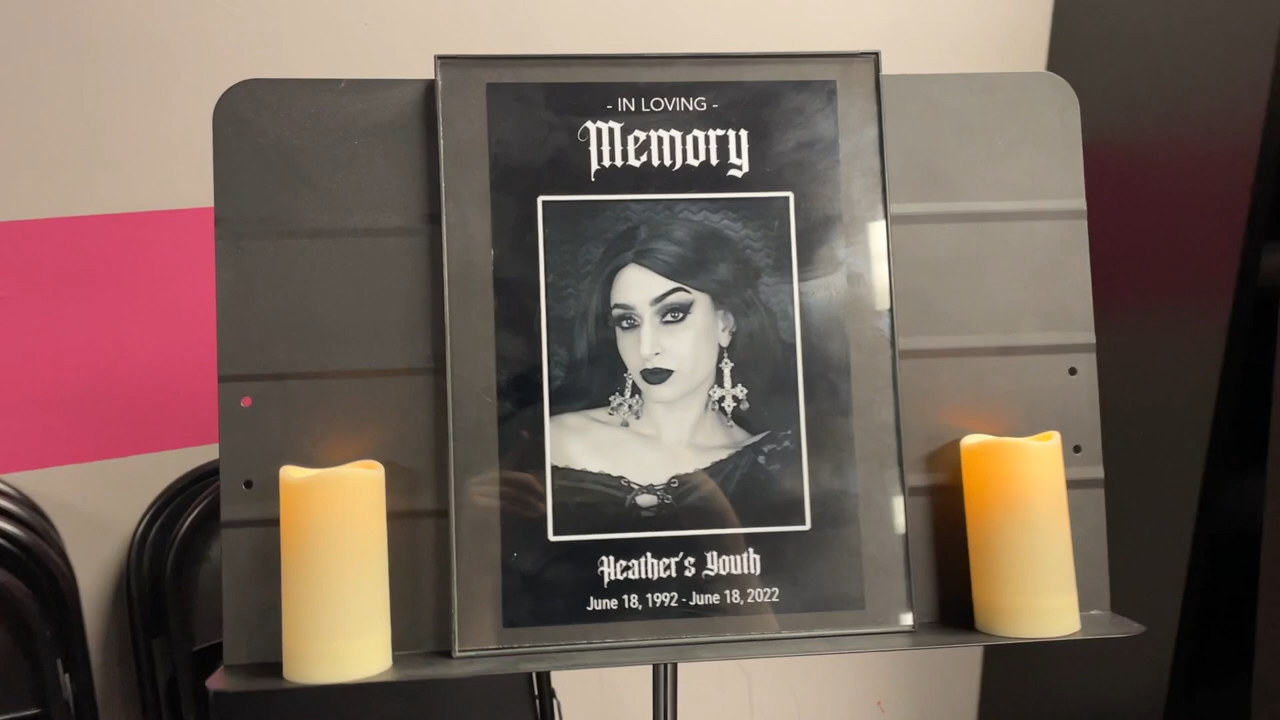 - IN LOVING -
Memory
Heather's Youth
June 18, 1992 - June 18, 2022